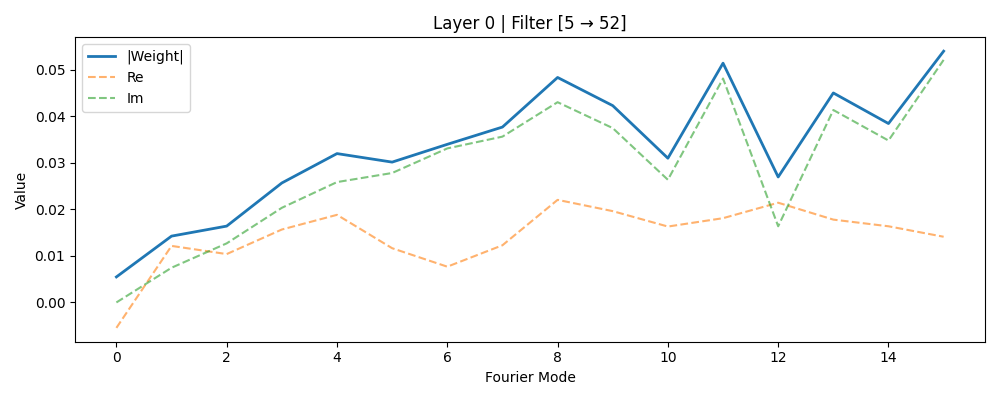 Layer 0 | Filter [5 → 52]
|Weight|
Re
Im
0.05
0.04
0.03
0.02
0.01
0.00
Value
0 2 4 6 8 10 12 14
Fourier Mode